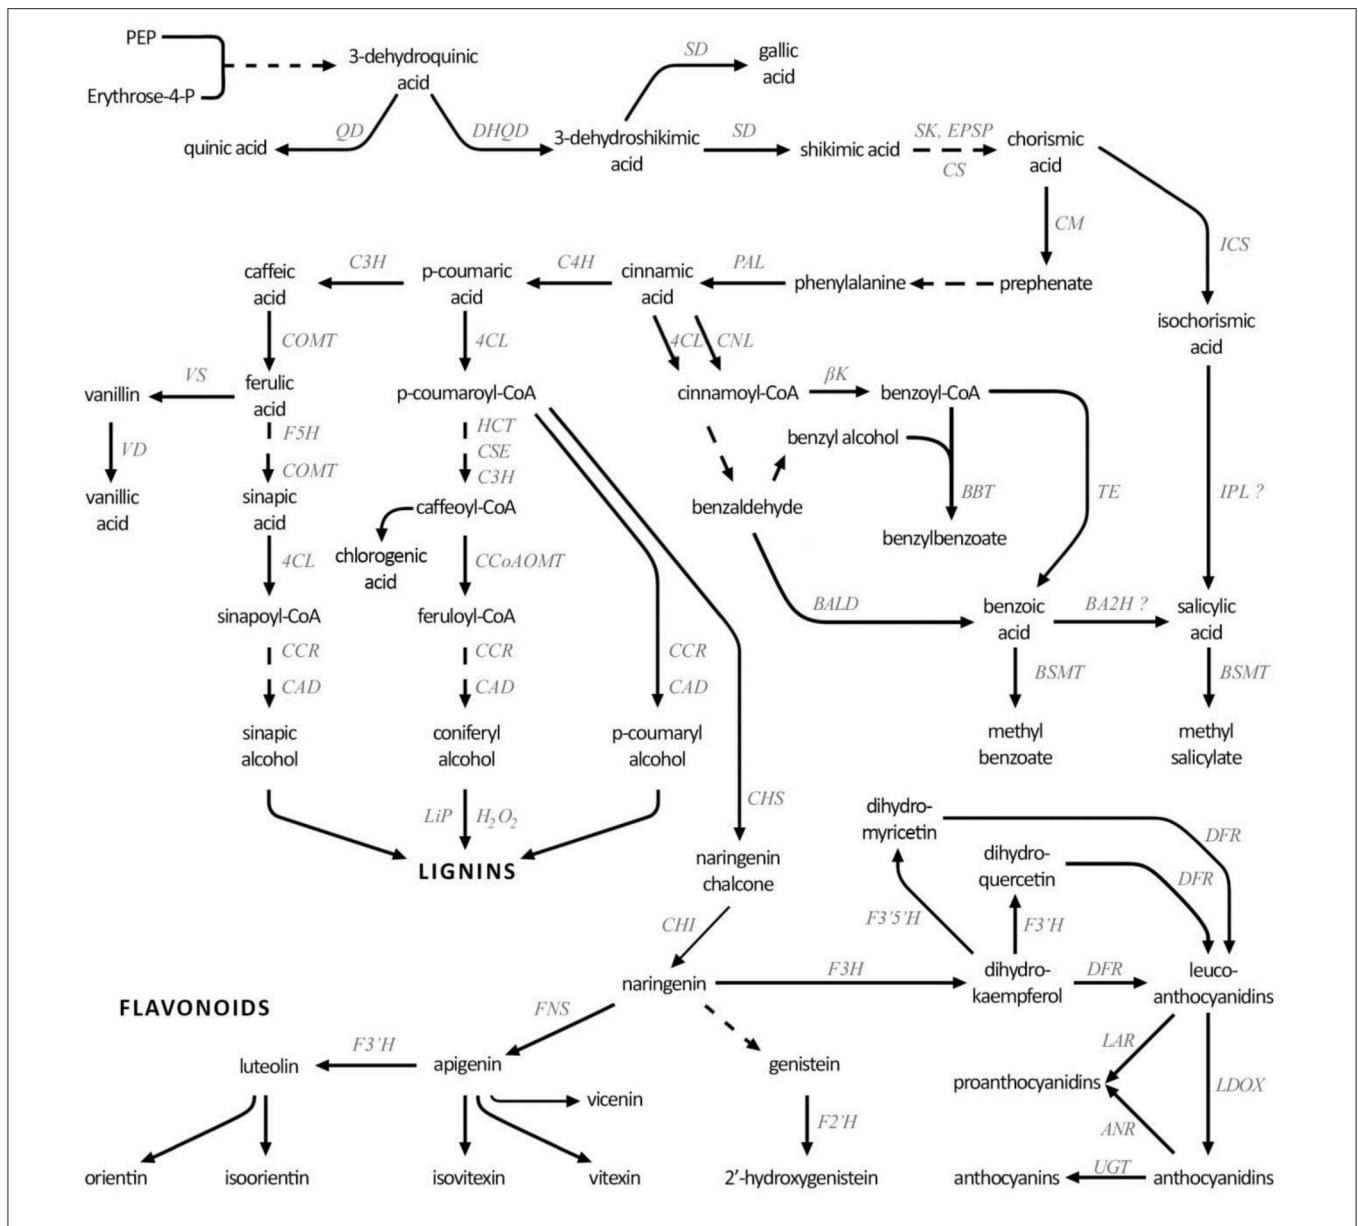 PEP
3-dehydroquinic
acid
Erythrose-4-P
SD
gallic
acid
QD
DHQD
quinic acid
3-dehydroshikimic
acid
SD
shikimic acid
SK, EPSP
CS
chorismic
acid
CM
ICS
caffeic
acid
C3H
p-coumaric
acid
C4H
cinnamic
acid
PAL
phenylalanine
prephenate
isochorismic
acid
COMT
4CL
4CL
CNL
VS
vanillin
ferulic
acid
p-coumaroyl-CoA
cinnamoyl-CoA
βK
benzoyl-CoA
VD
F5H
COMT
HCT
CSE
C3H
benzyl alcohol
vanillic
acid
sinapic
acid
caffeoyl-CoA
benzaldehyde
BBT
TE
IPL ?
chlorogenic
acid
benzylbenzoate
4CL
CCoAOMT
sinapoyl-CoA
feruloyl-CoA
BALD
benzoic
acid
BA2H ?
salicylic
acid
CCR
CAD
CCR
CAD
CCR
CAD
BSMT
BSMT
sinapic
alcohol
coniferyl
alcohol
p-coumaryl
alcohol
methyl
benzoate
methyl
salicylate
LiP
H2O2
CHS
LIGNINS
dihydro-
myricetin
DFR
naringenin
chalcone
dihydro-
quercetin
DFR
CHI
F3'5'H
F3'H
naringenin
F3H
dihydro-
kaempferol
DFR
leuco-
anthocyanidins
FLAVONOIDS
FNS
F3'H
luteolin
apigenin
genistein
LAR
proanthocyanidins
LDOX
vicenin
F2'H
ANR
orientin
isoorientin
isovitexin
vitexin
2'-hydroxygenistein
anthocyanins
UGT
anthocyanidins